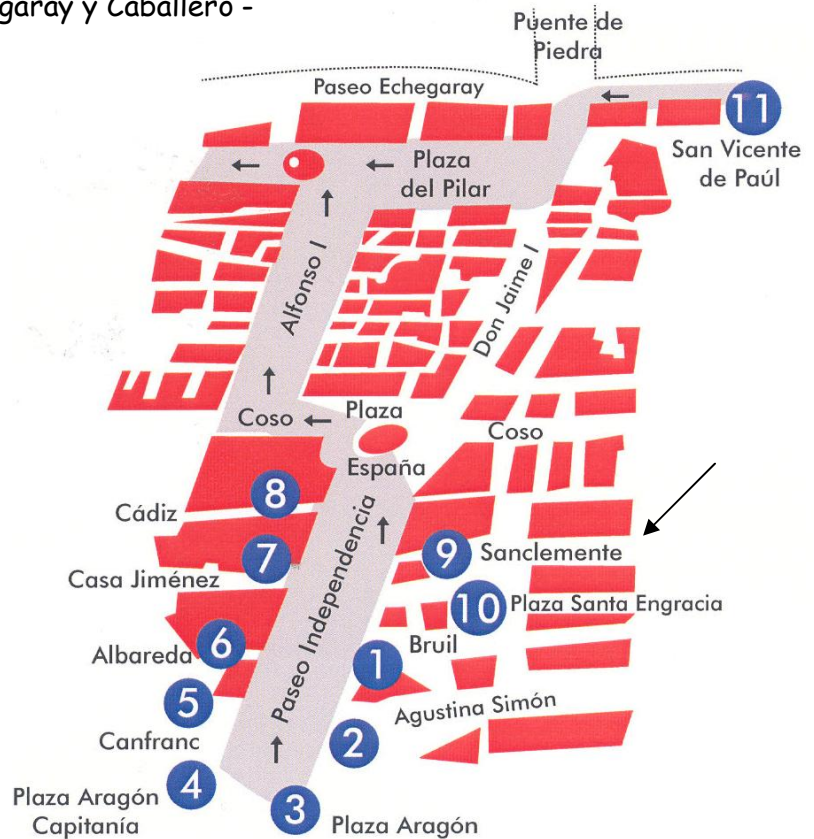 garay y Caballero -
Puente de
Piedra
Paseo Echegaray
11
San Vicente
de Paúl
Plaza
del Pilar
Alfonso I
Don Jaime I
Coso
Plaza
España
Coso
8
Cádiz
7
Casa Jiménez
9
Sanclemente
10
Plaza Santa Engracia
Paseo Independencia
6
Albareda
Bruil
1
5
Canfranc
Agustina Simón
2
4
Plaza Aragón
Capitanía
3
Plaza Aragón